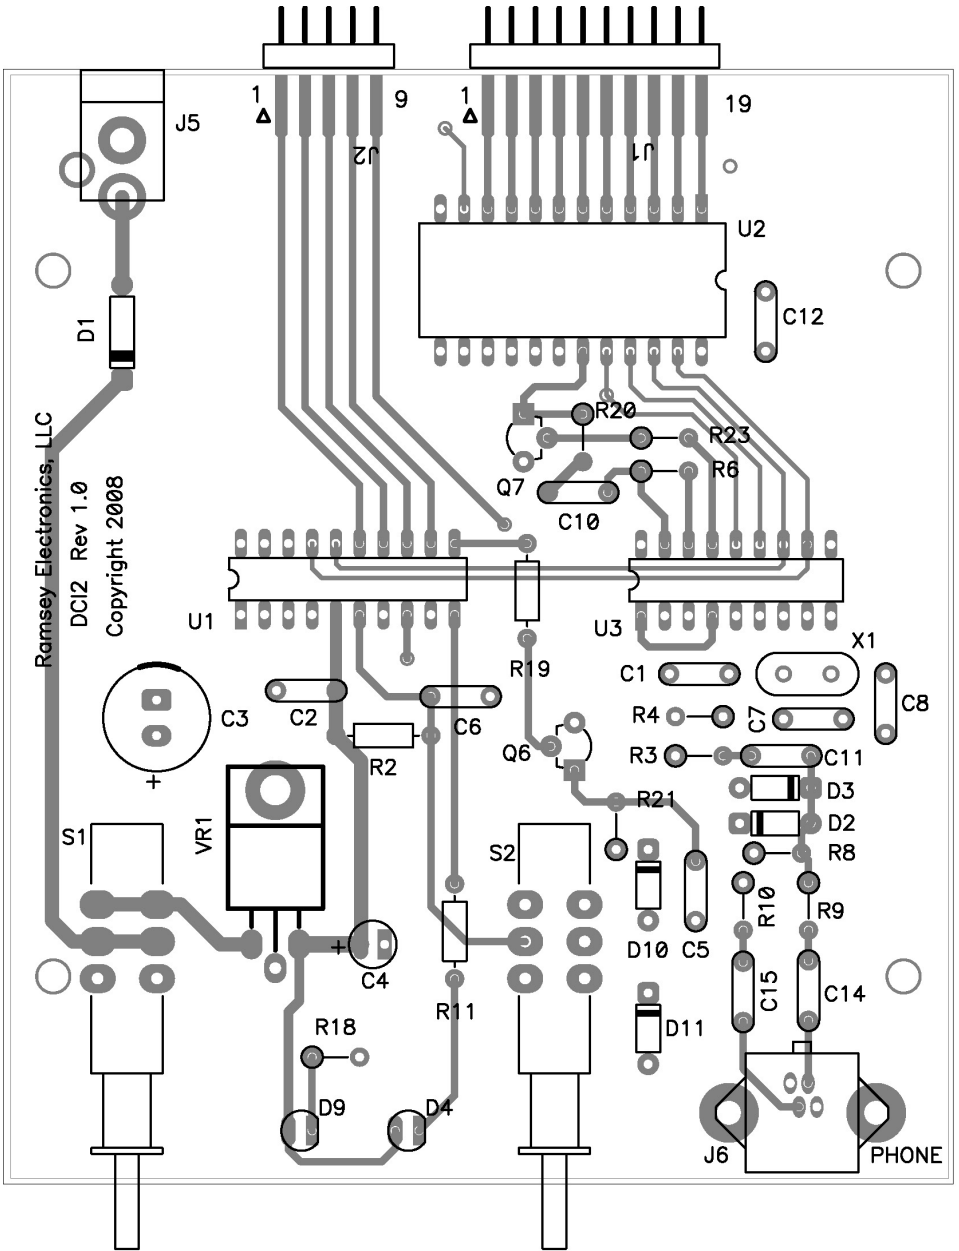 1
9
1
19
J5
J2
J1
U2
C12
D1
R20
R23
R6
Q7
C10
Ramsey Electronics, LLC
DCI2 Rev 1.0
Copyright 2008
U1
U3
X1
R19
C1
C3
C2
C6
R4
C7
C8
+
R2
Q6
R3
C11
D3
R21
D2
S1
VR1
S2
R8
R10
R9
+
C4
D10
C5
C15
C14
R11
R18
D11
D9
D4
J6
PHONE